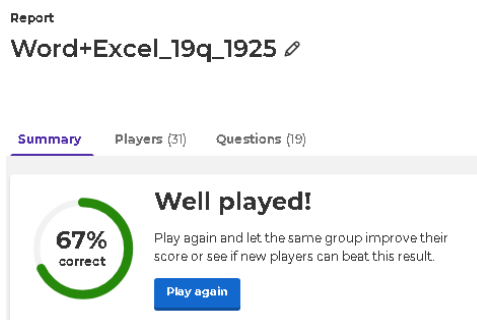 Report
Word+Excel_19q_1925
Summary Players (31) Questions (19)
Well played!
67%
correct
Play again and let the same group improve their
score or see if new players can beat this result.
Play again